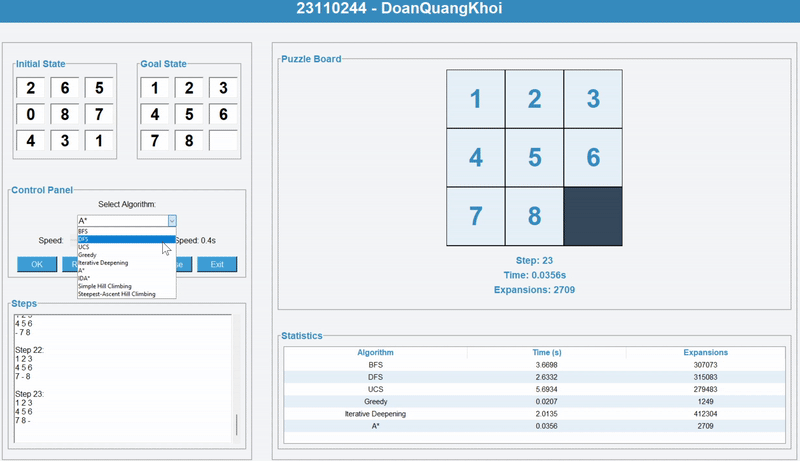 23110244 - DoanQuangKhoi
Initial State
2 6 5
0 8 7
4 3 1
Goal State
1 2 3
4 5 6
7 8
Control Panel
Select Algorithm:
A*
BFS
DFS
UCS
Greedy
Iterative Deepening
A*
IDA*
Simple Hill Climbing
Steepest-Ascent Hill Climbing
Speed:
Speed: 0.4s
OK
Exit
Steps
4 5 6
- 7 8
Step 22:
1 2 3
4 5 6
7 - 8
Step 23:
1 2 3
4 5 6
7 8 -
Puzzle Board
1 2 3
4 5 6
7 8
Step: 23
Time: 0.0356s
Expansions: 2709
Statistics
Algorithm Time (s) Expansions
BFS 3.6698 307073
DFS 2.6332 315083
UCS 5.6934 279483
Greedy 0.0207 1249
Iterative Deepening 2.0135 412304
A* 0.0356 2709